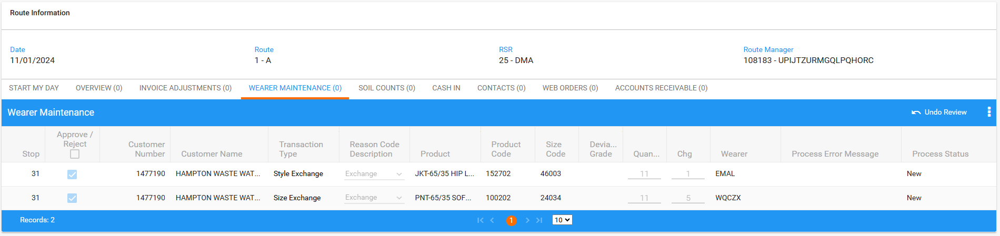 Route Information
Date Route RSR Route Manager
11/01/2024 1 - A 25 - DMA 108183 - UPIJTZURMGQLPQHORC
START MY DAY OVERVIEW (0) INVOICE ADJUSTMENTS (0) WEARER MAINTENANCE (0) SOIL COUNTS (0) CASH IN CONTACTS (0) WEB ORDERS (0) ACCOUNTS RECEIVABLE (0)
Wearer Maintenance Undo Review
Stop Approve / Reject Customer Number Customer Name Transaction Type Reason Code Description Product Product Code Size Code Devia... Grade Quan... Chg Wearer Process Error Message Process Status
31 1477190 HAMPTON WASTE WAT... Style Exchange Exchange JKT-65/35 HIP L... 152702 46003 11 1 EMAL New
31 1477190 HAMPTON WASTE WAT... Size Exchange Exchange PNT-65/35 SOF... 100202 24034 11 5 WQCZX New
Records: 2 1 10